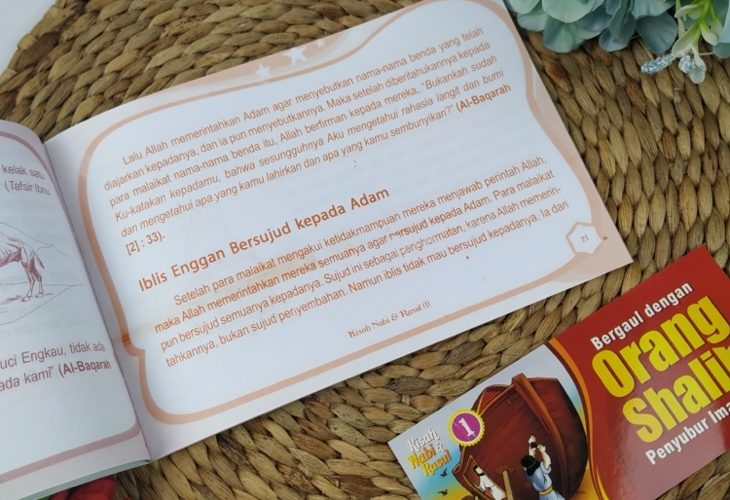 kelak satu
(Tafsir Ibnu
uci Engkau, tidak ada
ada kami" (Al-Baqarah
Lalu Allah memerintahkan Adam agar menyebutkan nama-nama benda yang telah
diajarkan kepadanya, dan ia pun menyebutkannya. Maka setelah diberitahukannya kepada
para malaikat nama-nama benda itu, Allah berfirman kepada mereka, "Bukankah sudah
Ku-katakan kepadamu, bahwa sesungguhnya Aku mengetahui rahasia langit dan bumi
dan mengetahui apa yang kamu lahirkan dan apa yang kamu sembunyikan?" (Al-Baqarah
[2] : 33).
Iblis Enggan Bersujud kepada Adam
Setelah para malaikat mengakui ketidakmampuan mereka menjawab perintah Allah,
maka Allah memerintahkan mereka semuanya agar bersujud kepada Adam. Para malaikat
pun bersujud semuanya kepadanya. Sujud ini sebagai penghormatan, karena Allah memerin-
tahkannya, bukan sujud penyembahan. Namun iblis tidak mau bersujud kepadanya. Ia dari
Kisah Nabi & Rasul (1)
21
Bergaul dengan
Orang
Shalih
Penyubur Ima
Kisah
Nabi &
Rasul
1